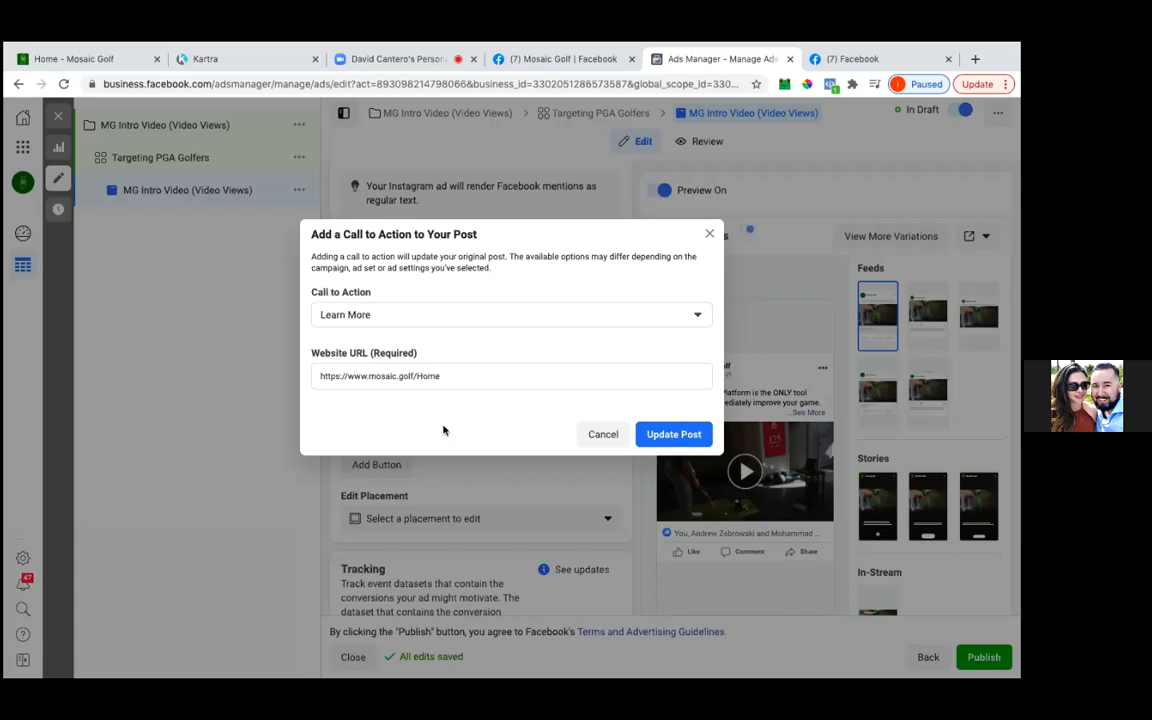 Home - Mosaic Golf
Kartra
David Cantero's Persona
(7) Mosaic Golf | Facebook
Ads Manager - Manage Ads
(7) Facebook
business.facebook.com/adsmanager/manage/ads/edit?act=893098214798066&business_id=3302051286573587&global_scope_id=330...
Paused
Update
MG Intro Video (Video Views)
Targeting PGA Golfers
MG Intro Video (Video Views)
MG Intro Video (Video Views)
Targeting PGA Golfers
MG Intro Video (Video Views)
In Draft
Edit
Review
Your Instagram ad will render Facebook mentions as
regular text.
Preview On
View More Variations
Feeds
Add a Call to Action to Your Post
Adding a call to action will update your original post. The available options may differ depending on the
campaign, ad set or ad settings you've selected.
Call to Action
Learn More
Website URL (Required)
https://www.mosaic.golf/Home
Cancel
Update Post
Platform is the ONLY tool
ediately improve your game.
...See More
Add Button
Edit Placement
Select a placement to edit
You, Andrew Zebrowski and Mohammad ...
Like
Comment
Share
Stories
In-Stream
Tracking
See updates
Track event datasets that contain the
conversions your ad might motivate. The
dataset that contains the conversion
By clicking the "Publish" button, you agree to Facebook's Terms and Advertising Guidelines.
Close
All edits saved
Back
Publish
47